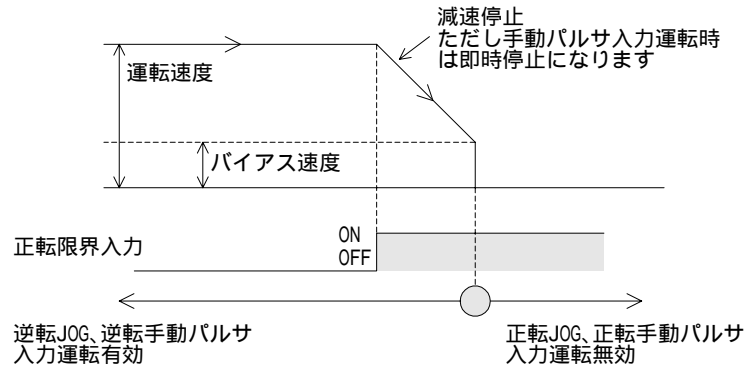 減速停止
ただし手動パルサ入力運転時
は即時停止になります
運転速度
バイアス速度
正転限界入力
ON
OFF
逆転JOG、逆転手動パルサ
入力運転有効
正転JOG、正転手動パルサ
入力運転無効